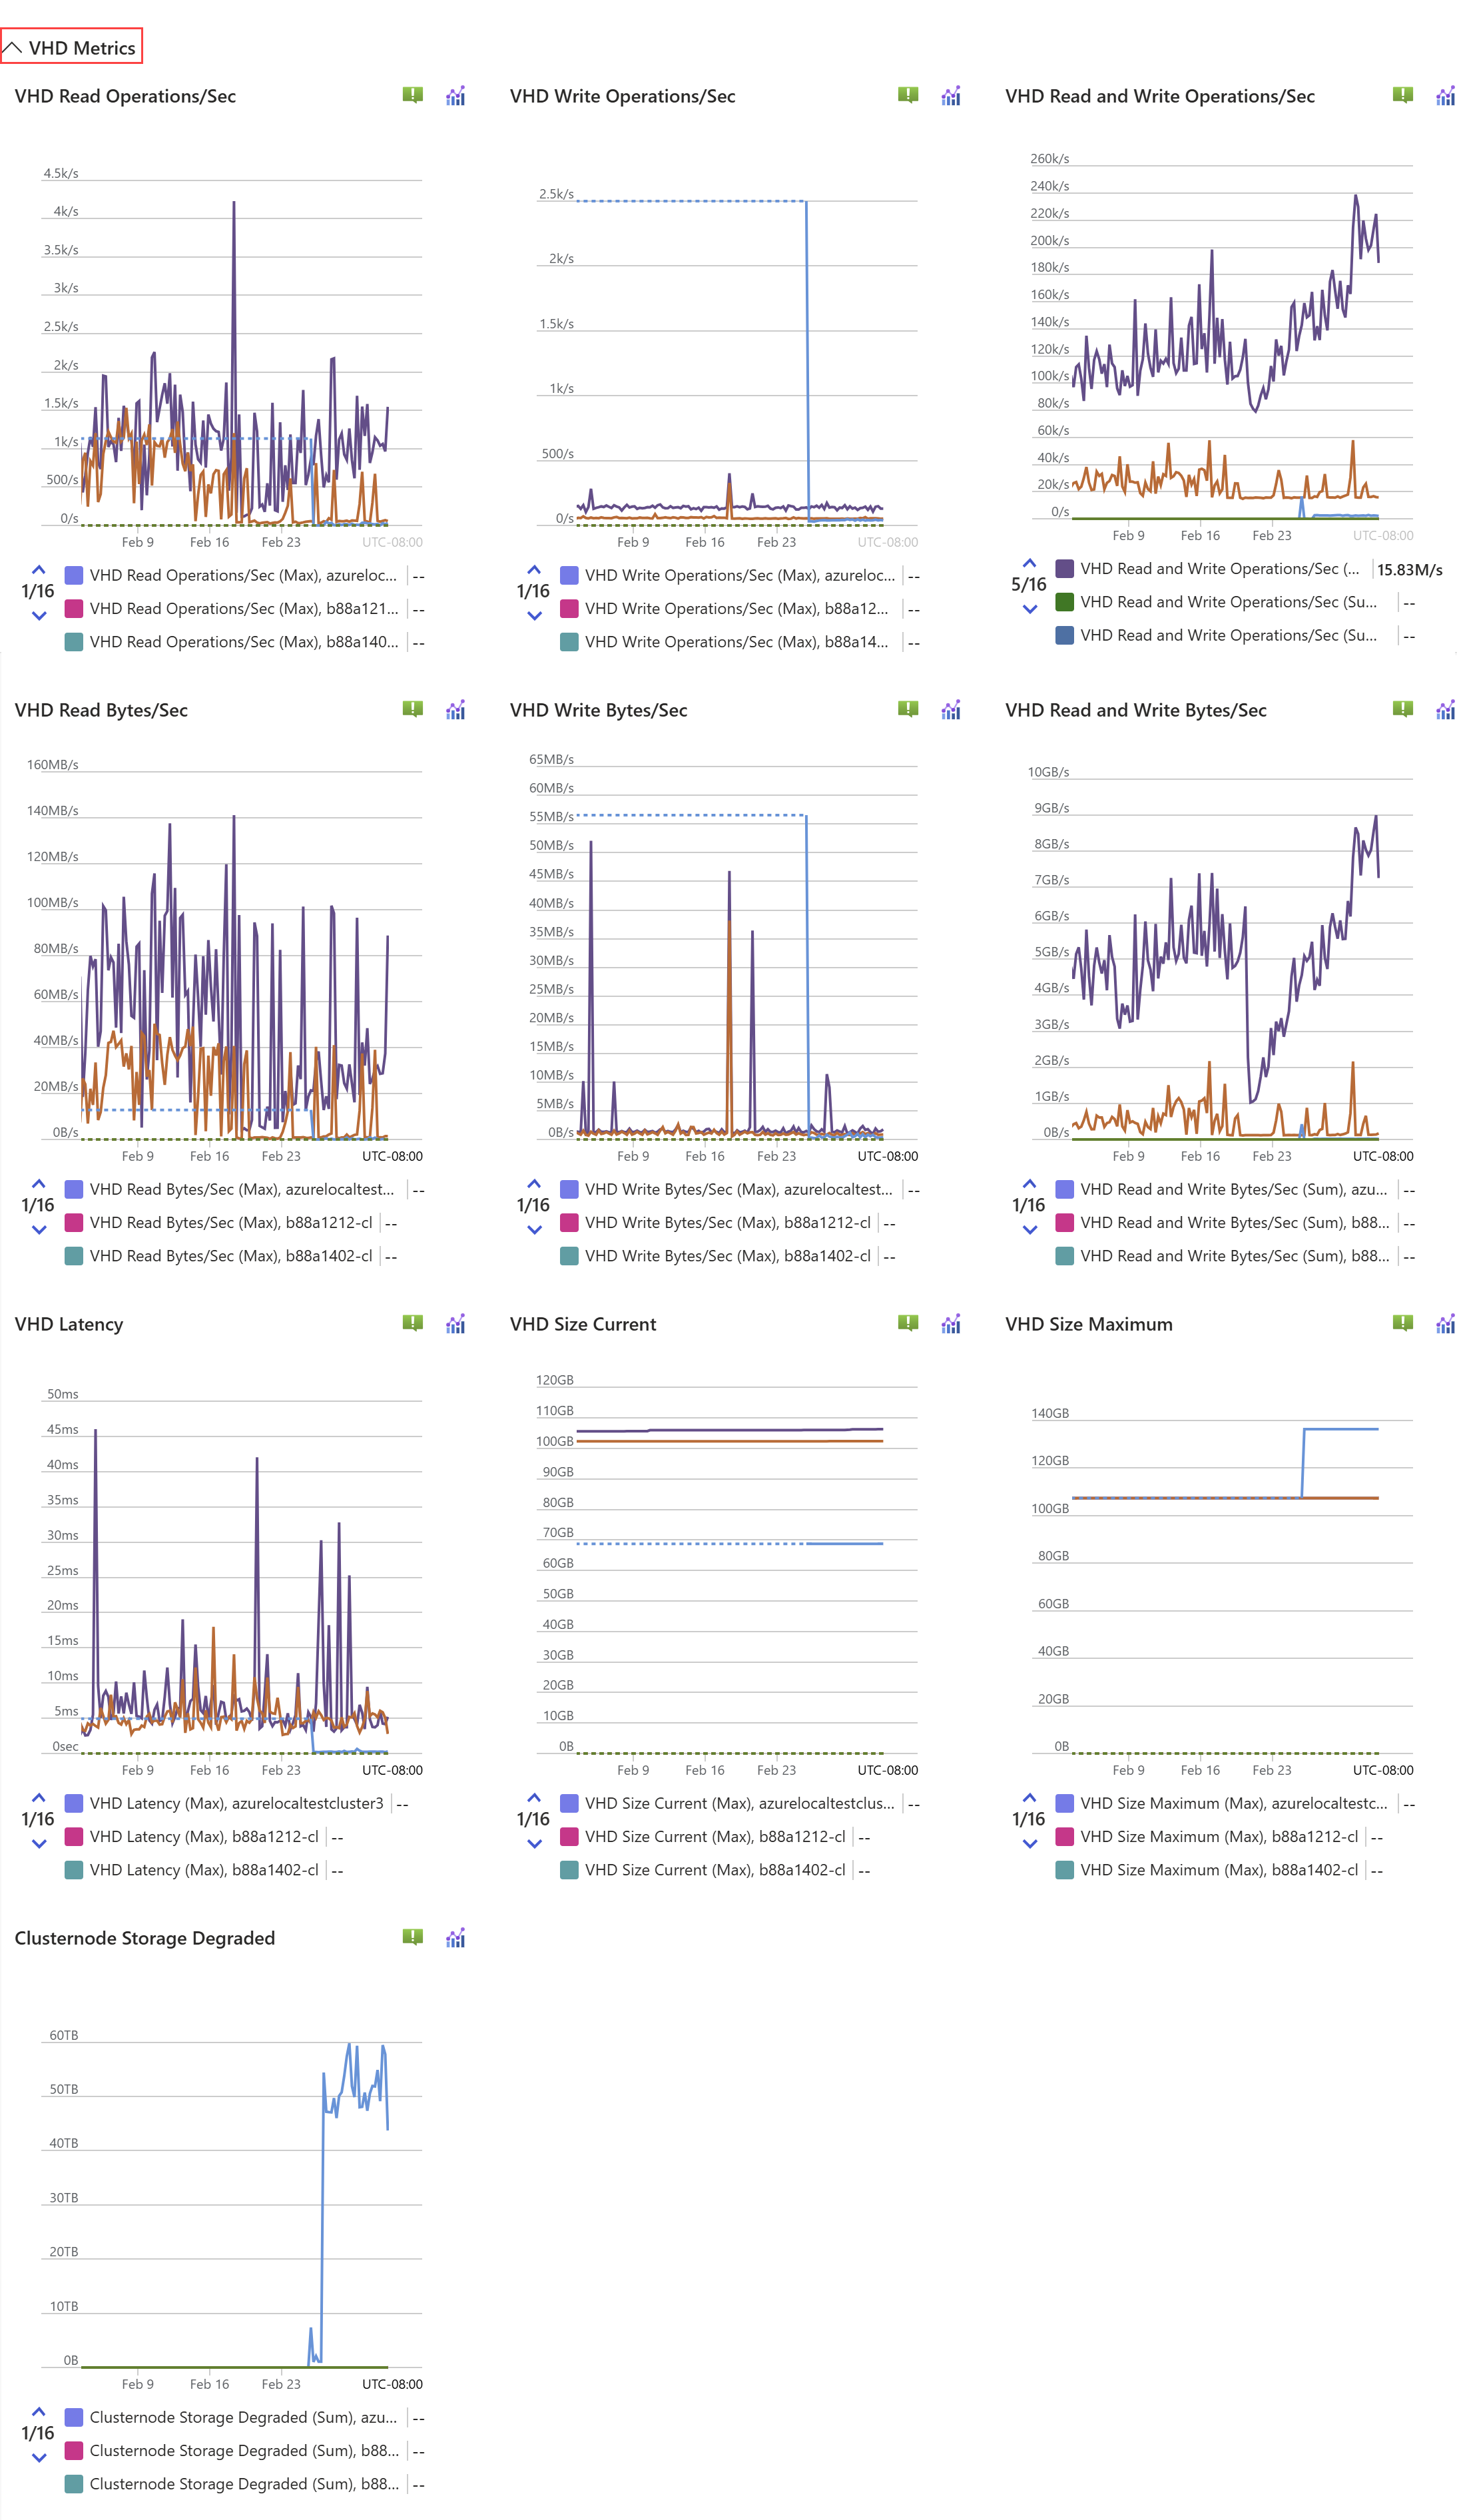 VHD Metrics
VHD Read Operations/Sec
4.5k/s
4k/s
3.5k/s
3k/s
2.5k/s
2k/s
1.5k/s
1k/s
500/s
0/s
Feb 9 Feb 16 Feb 23 UTC-08:00
1/16
VHD Read Operations/Sec (Max), azureloc... --
VHD Read Operations/Sec (Max), b88a121... --
VHD Read Operations/Sec (Max), b88a140... --
VHD Write Operations/Sec
2.5k/s
2k/s
1.5k/s
1k/s
500/s
0/s
Feb 9 Feb 16 Feb 23 UTC-08:00
1/16
VHD Write Operations/Sec (Max), azureloc... --
VHD Write Operations/Sec (Max), b88a12... --
VHD Write Operations/Sec (Max), b88a14... --
VHD Read and Write Operations/Sec
260k/s
240k/s
220k/s
200k/s
180k/s
160k/s
140k/s
120k/s
100k/s
80k/s
60k/s
40k/s
20k/s
0/s
Feb 9 Feb 16 Feb 23 UTC-08:00
5/16
VHD Read and Write Operations/Sec (... 15.83M/s
VHD Read and Write Operations/Sec (Su... --
VHD Read and Write Operations/Sec (Su... --
VHD Read Bytes/Sec
160MB/s
140MB/s
120MB/s
100MB/s
80MB/s
60MB/s
40MB/s
20MB/s
0B/s
Feb 9 Feb 16 Feb 23 UTC-08:00
1/16
VHD Read Bytes/Sec (Max), azurelocaltest... --
VHD Read Bytes/Sec (Max), b88a1212-cl --
VHD Read Bytes/Sec (Max), b88a1402-cl --
VHD Write Bytes/Sec
65MB/s
60MB/s
55MB/s
50MB/s
45MB/s
40MB/s
35MB/s
30MB/s
25MB/s
20MB/s
15MB/s
10MB/s
5MB/s
0B/s
Feb 9 Feb 16 Feb 23 UTC-08:00
1/16
VHD Write Bytes/Sec (Max), azurelocaltest... --
VHD Write Bytes/Sec (Max), b88a1212-cl --
VHD Write Bytes/Sec (Max), b88a1402-cl --
VHD Read and Write Bytes/Sec
10GB/s
9GB/s
8GB/s
7GB/s
6GB/s
5GB/s
4GB/s
3GB/s
2GB/s
1GB/s
0B/s
Feb 9 Feb 16 Feb 23 UTC-08:00
1/16
VHD Read and Write Bytes/Sec (Sum), azu... --
VHD Read and Write Bytes/Sec (Sum), b88... --
VHD Read and Write Bytes/Sec (Sum), b88... --
VHD Latency
50ms
45ms
40ms
35ms
30ms
25ms
20ms
15ms
10ms
5ms
0sec
Feb 9 Feb 16 Feb 23 UTC-08:00
1/16
VHD Latency (Max), azurelocaltestcluster3 --
VHD Latency (Max), b88a1212-cl --
VHD Latency (Max), b88a1402-cl --
VHD Size Current
120GB
110GB
100GB
90GB
80GB
70GB
60GB
50GB
40GB
30GB
20GB
10GB
0B
Feb 9 Feb 16 Feb 23 UTC-08:00
1/16
VHD Size Current (Max), azurelocaltestclus... --
VHD Size Current (Max), b88a1212-cl --
VHD Size Current (Max), b88a1402-cl --
VHD Size Maximum
140GB
120GB
100GB
80GB
60GB
40GB
20GB
0B
Feb 9 Feb 16 Feb 23 UTC-08:00
1/16
VHD Size Maximum (Max), azurelocaltestc... --
VHD Size Maximum (Max), b88a1212-cl --
VHD Size Maximum (Max), b88a1402-cl --
Clusternode Storage Degraded
60TB
50TB
40TB
30TB
20TB
10TB
0B
Feb 9 Feb 16 Feb 23 UTC-08:00
1/16
Clusternode Storage Degraded (Sum), azu... --
Clusternode Storage Degraded (Sum), b88... --
Clusternode Storage Degraded (Sum), b88... --